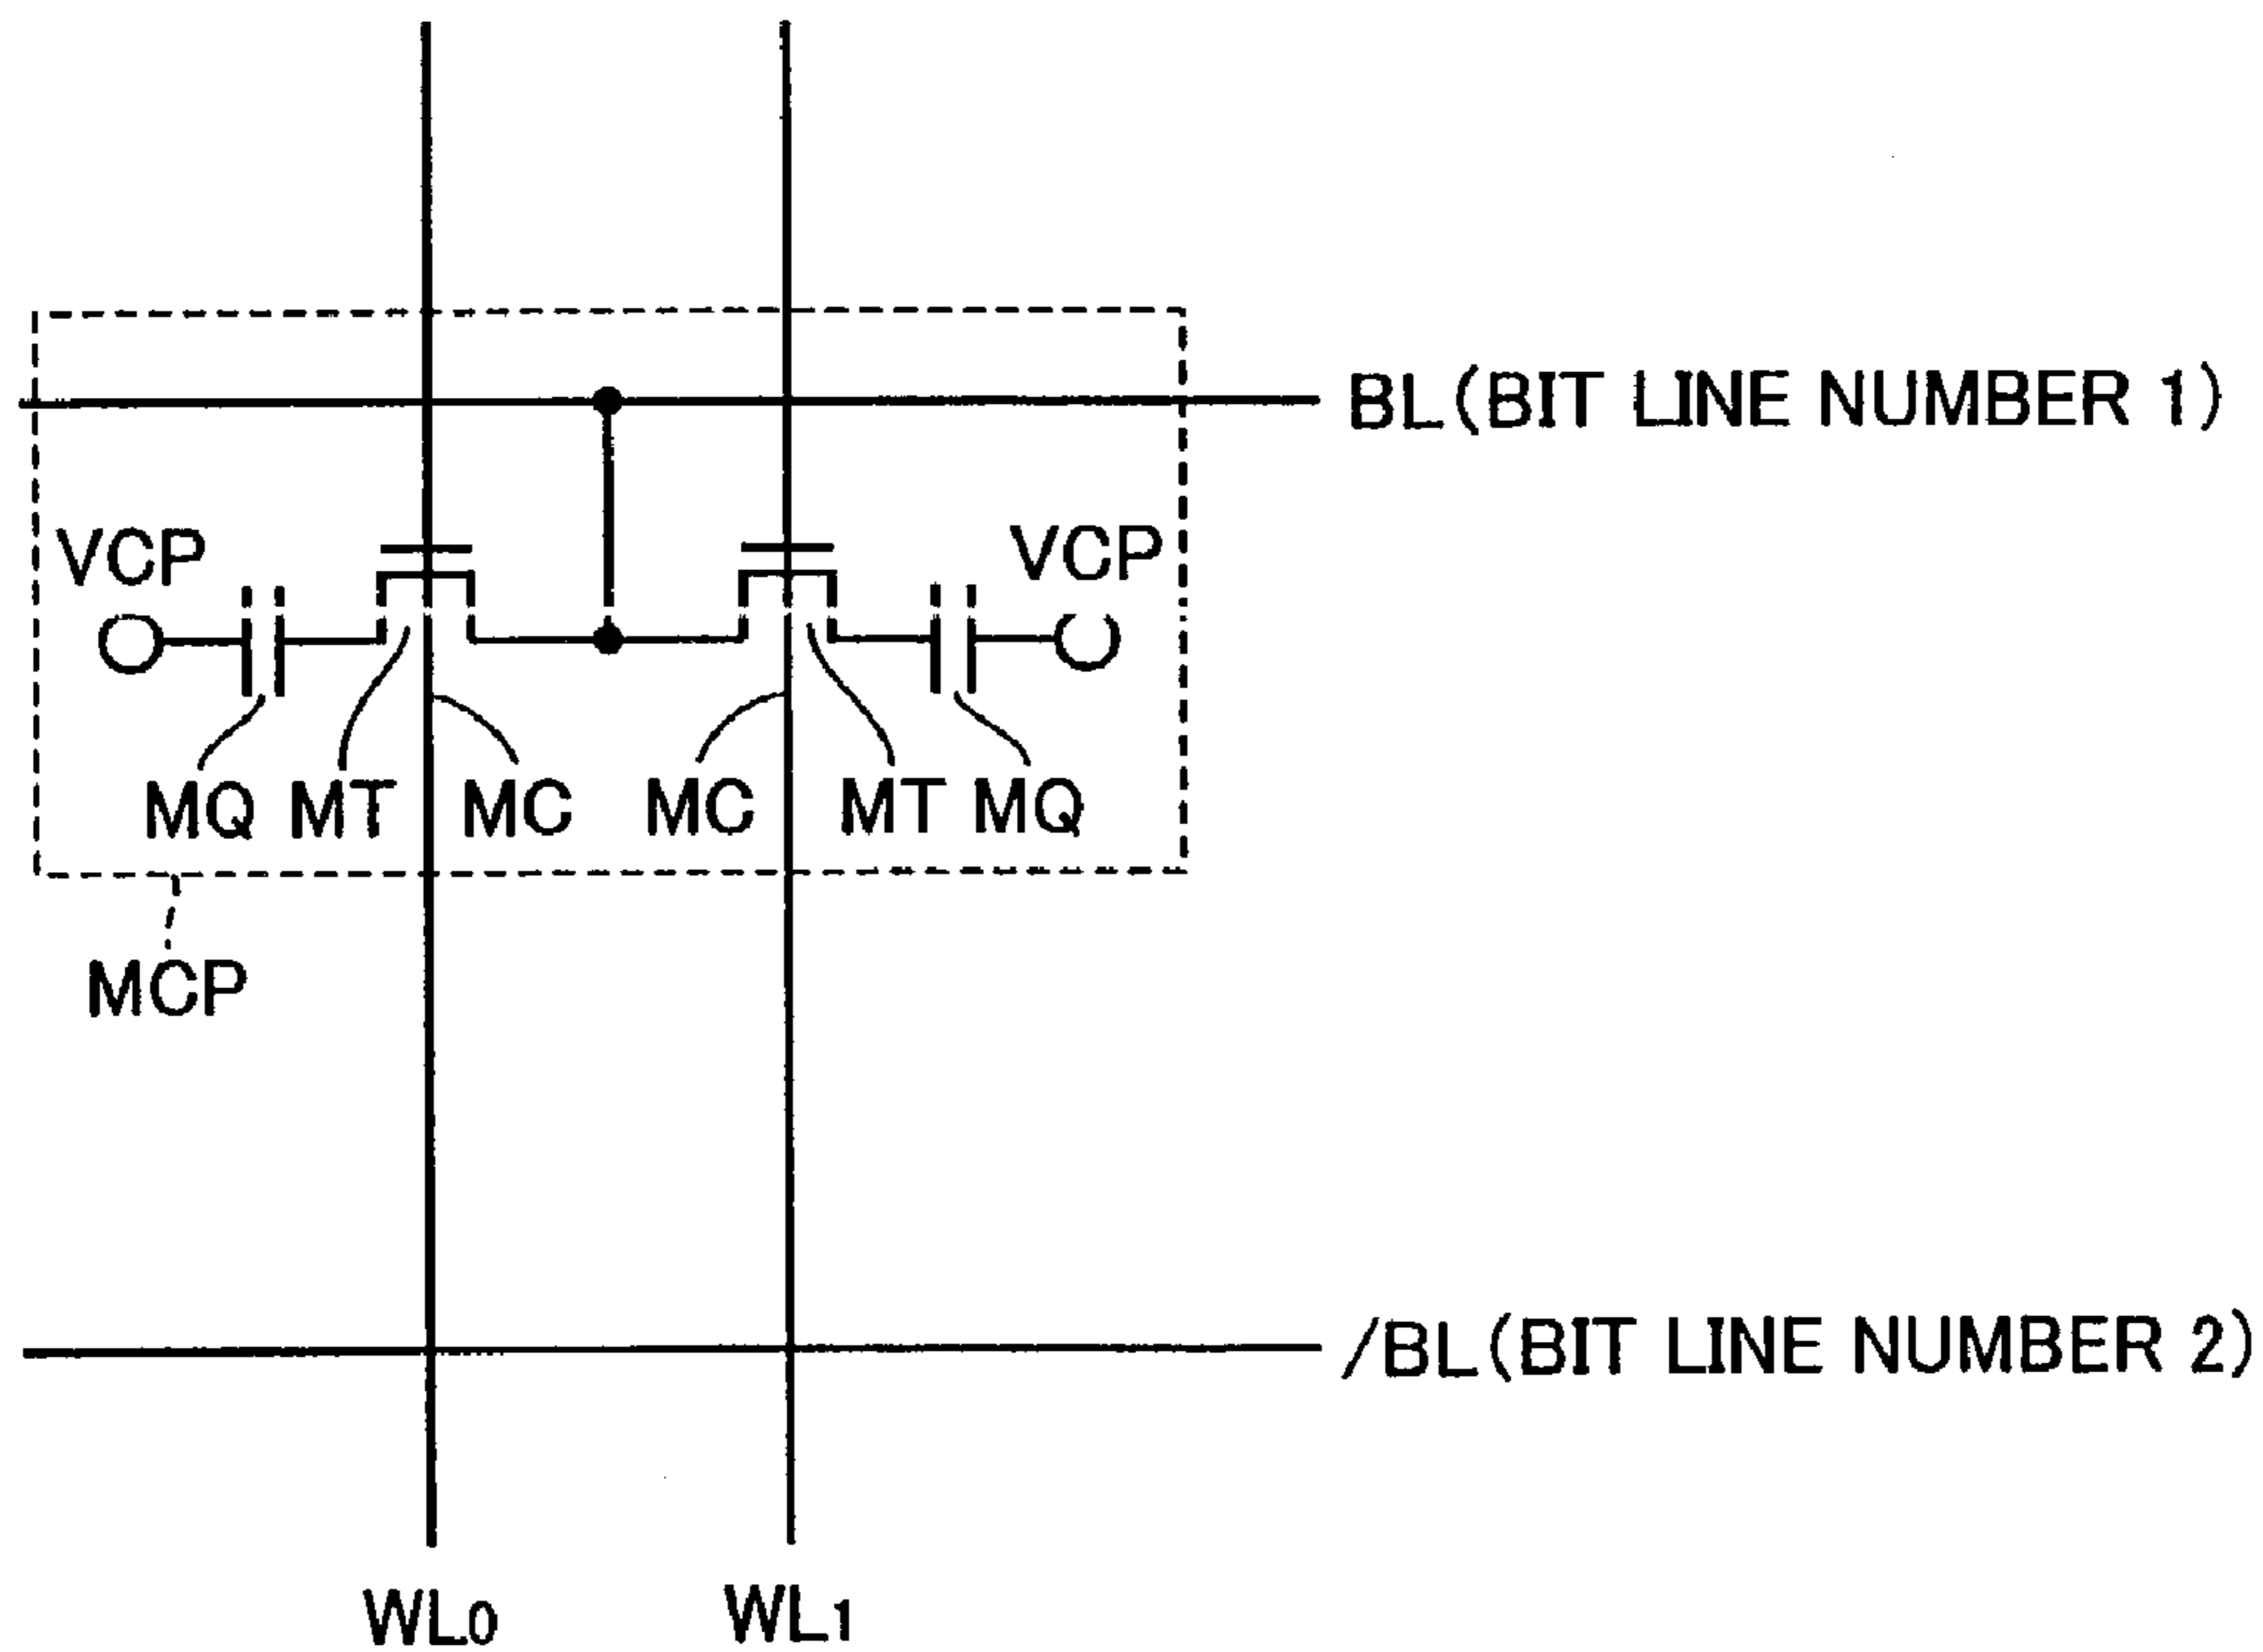 BL(BIT LINE NUMBER 1)
VCP VCP
MQ MT MC MC MT MQ
MCP
/BL(BIT LINE NUMBER 2)
WL0 WL1